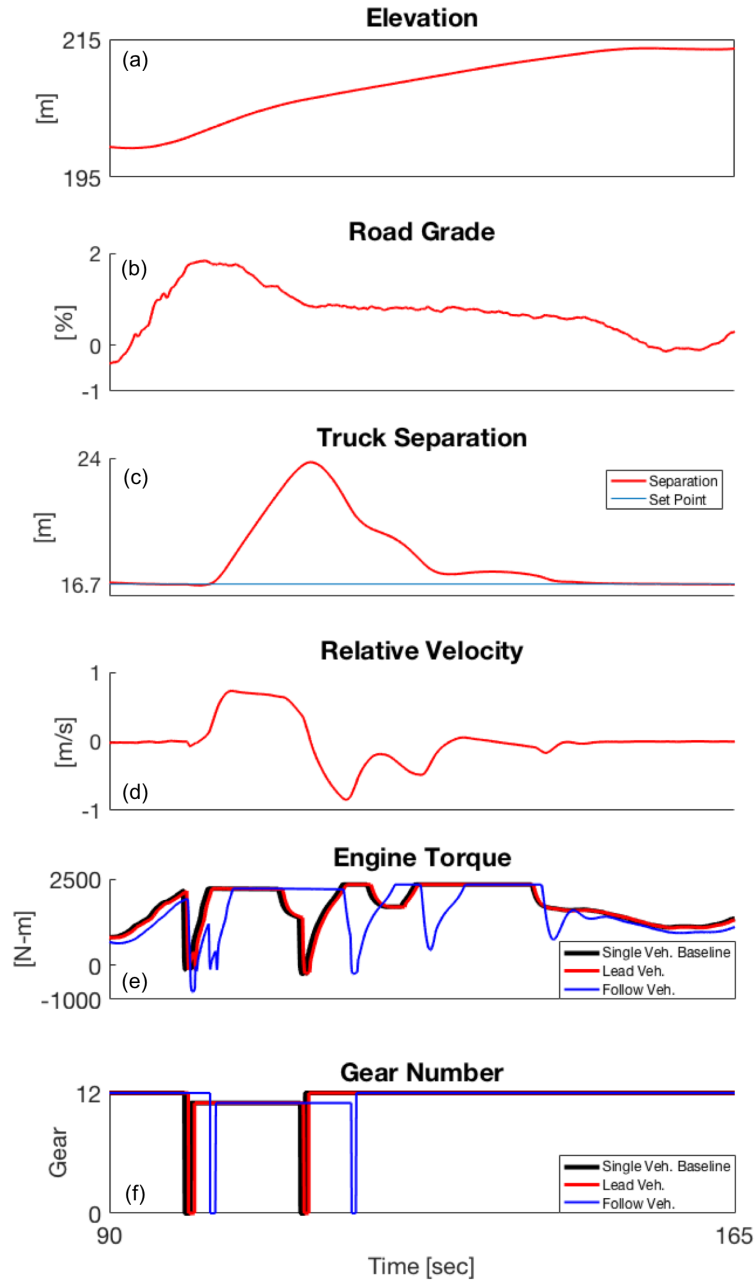 Elevation
215
(a)
[m]
195
Road Grade
2
(b)
[%]
0
-1
Truck Separation
24
(c)
Separation
Set Point
[m]
16.7
Relative Velocity
1
[m/s]
0
-1
(d)
Engine Torque
2500
[N-m]
0
-1000
(e)
Single Veh. Baseline
Lead Veh.
Follow Veh.
Gear Number
12
Gear
(f)
Single Veh. Baseline
Lead Veh.
Follow Veh.
0
90
165
Time [sec]